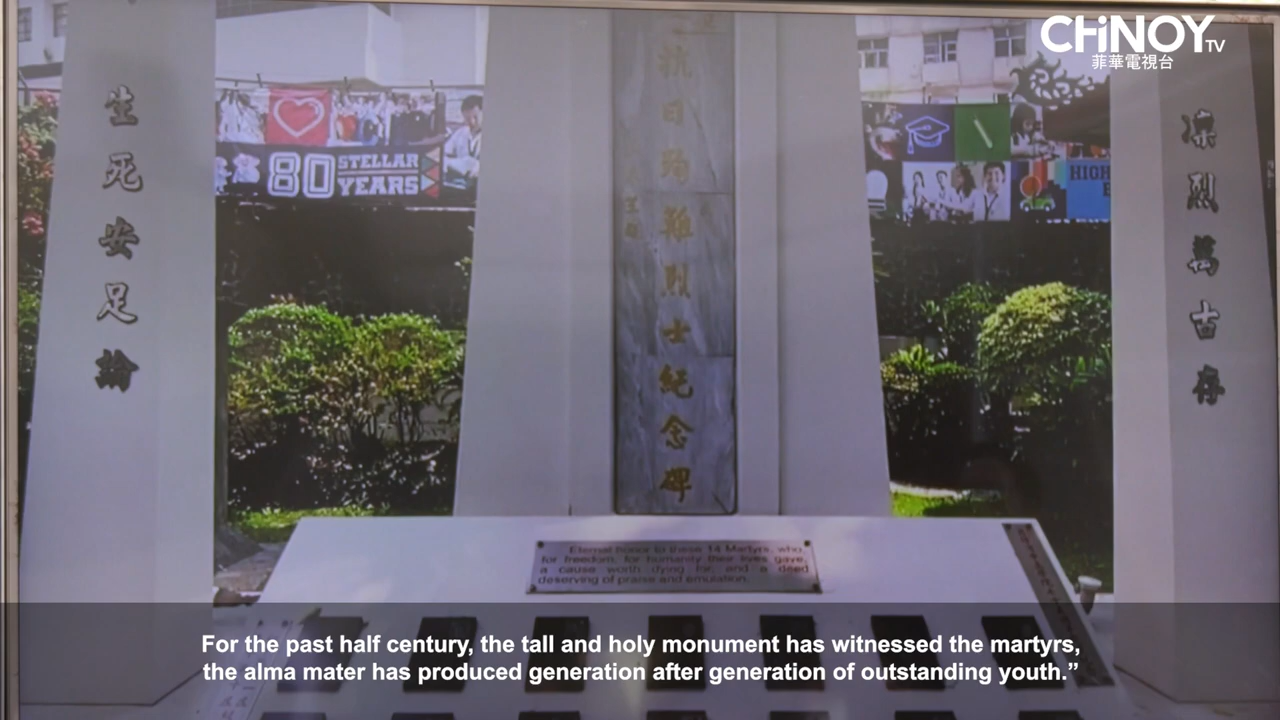 CHiNOY TV
菲華電視台
生死安足論
80 STELLAR YEARS
HIGH
抗日殉難烈士紀念碑
凜烈萬古存
Eternal honor to these 14 Martyrs, who
for freedom, for humanity their lives gave,
a cause worth dying for, and a deed
deserving of praise and emulation.
For the past half century, the tall and holy monument has witnessed the martyrs,
the alma mater has produced generation after generation of outstanding youth.”